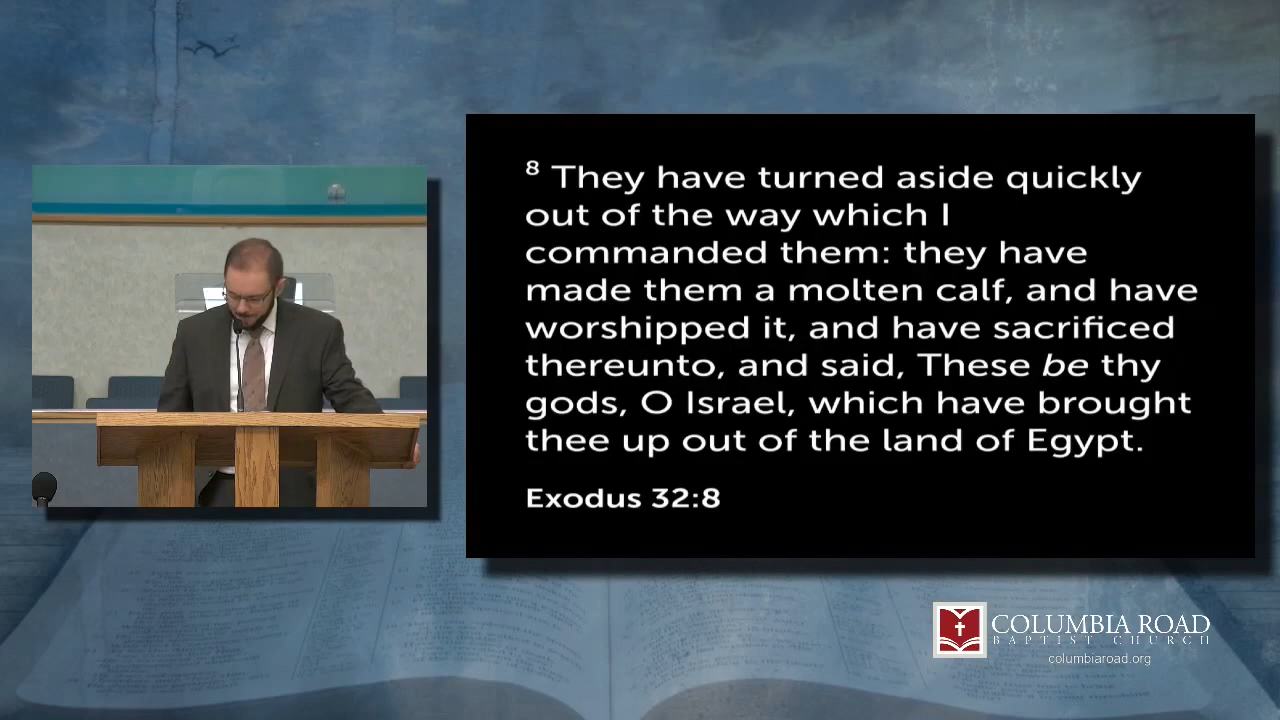 ⁸ They have turned aside quickly
out of the way which I
commanded them: they have
made them a molten calf, and have
worshipped it, and have sacrificed
thereunto, and said, These be thy
gods, O Israel, which have brought
thee up out of the land of Egypt.
Exodus 32:8
COLUMBIA ROAD
BAPTIST CHURCH
columbiaroad.org